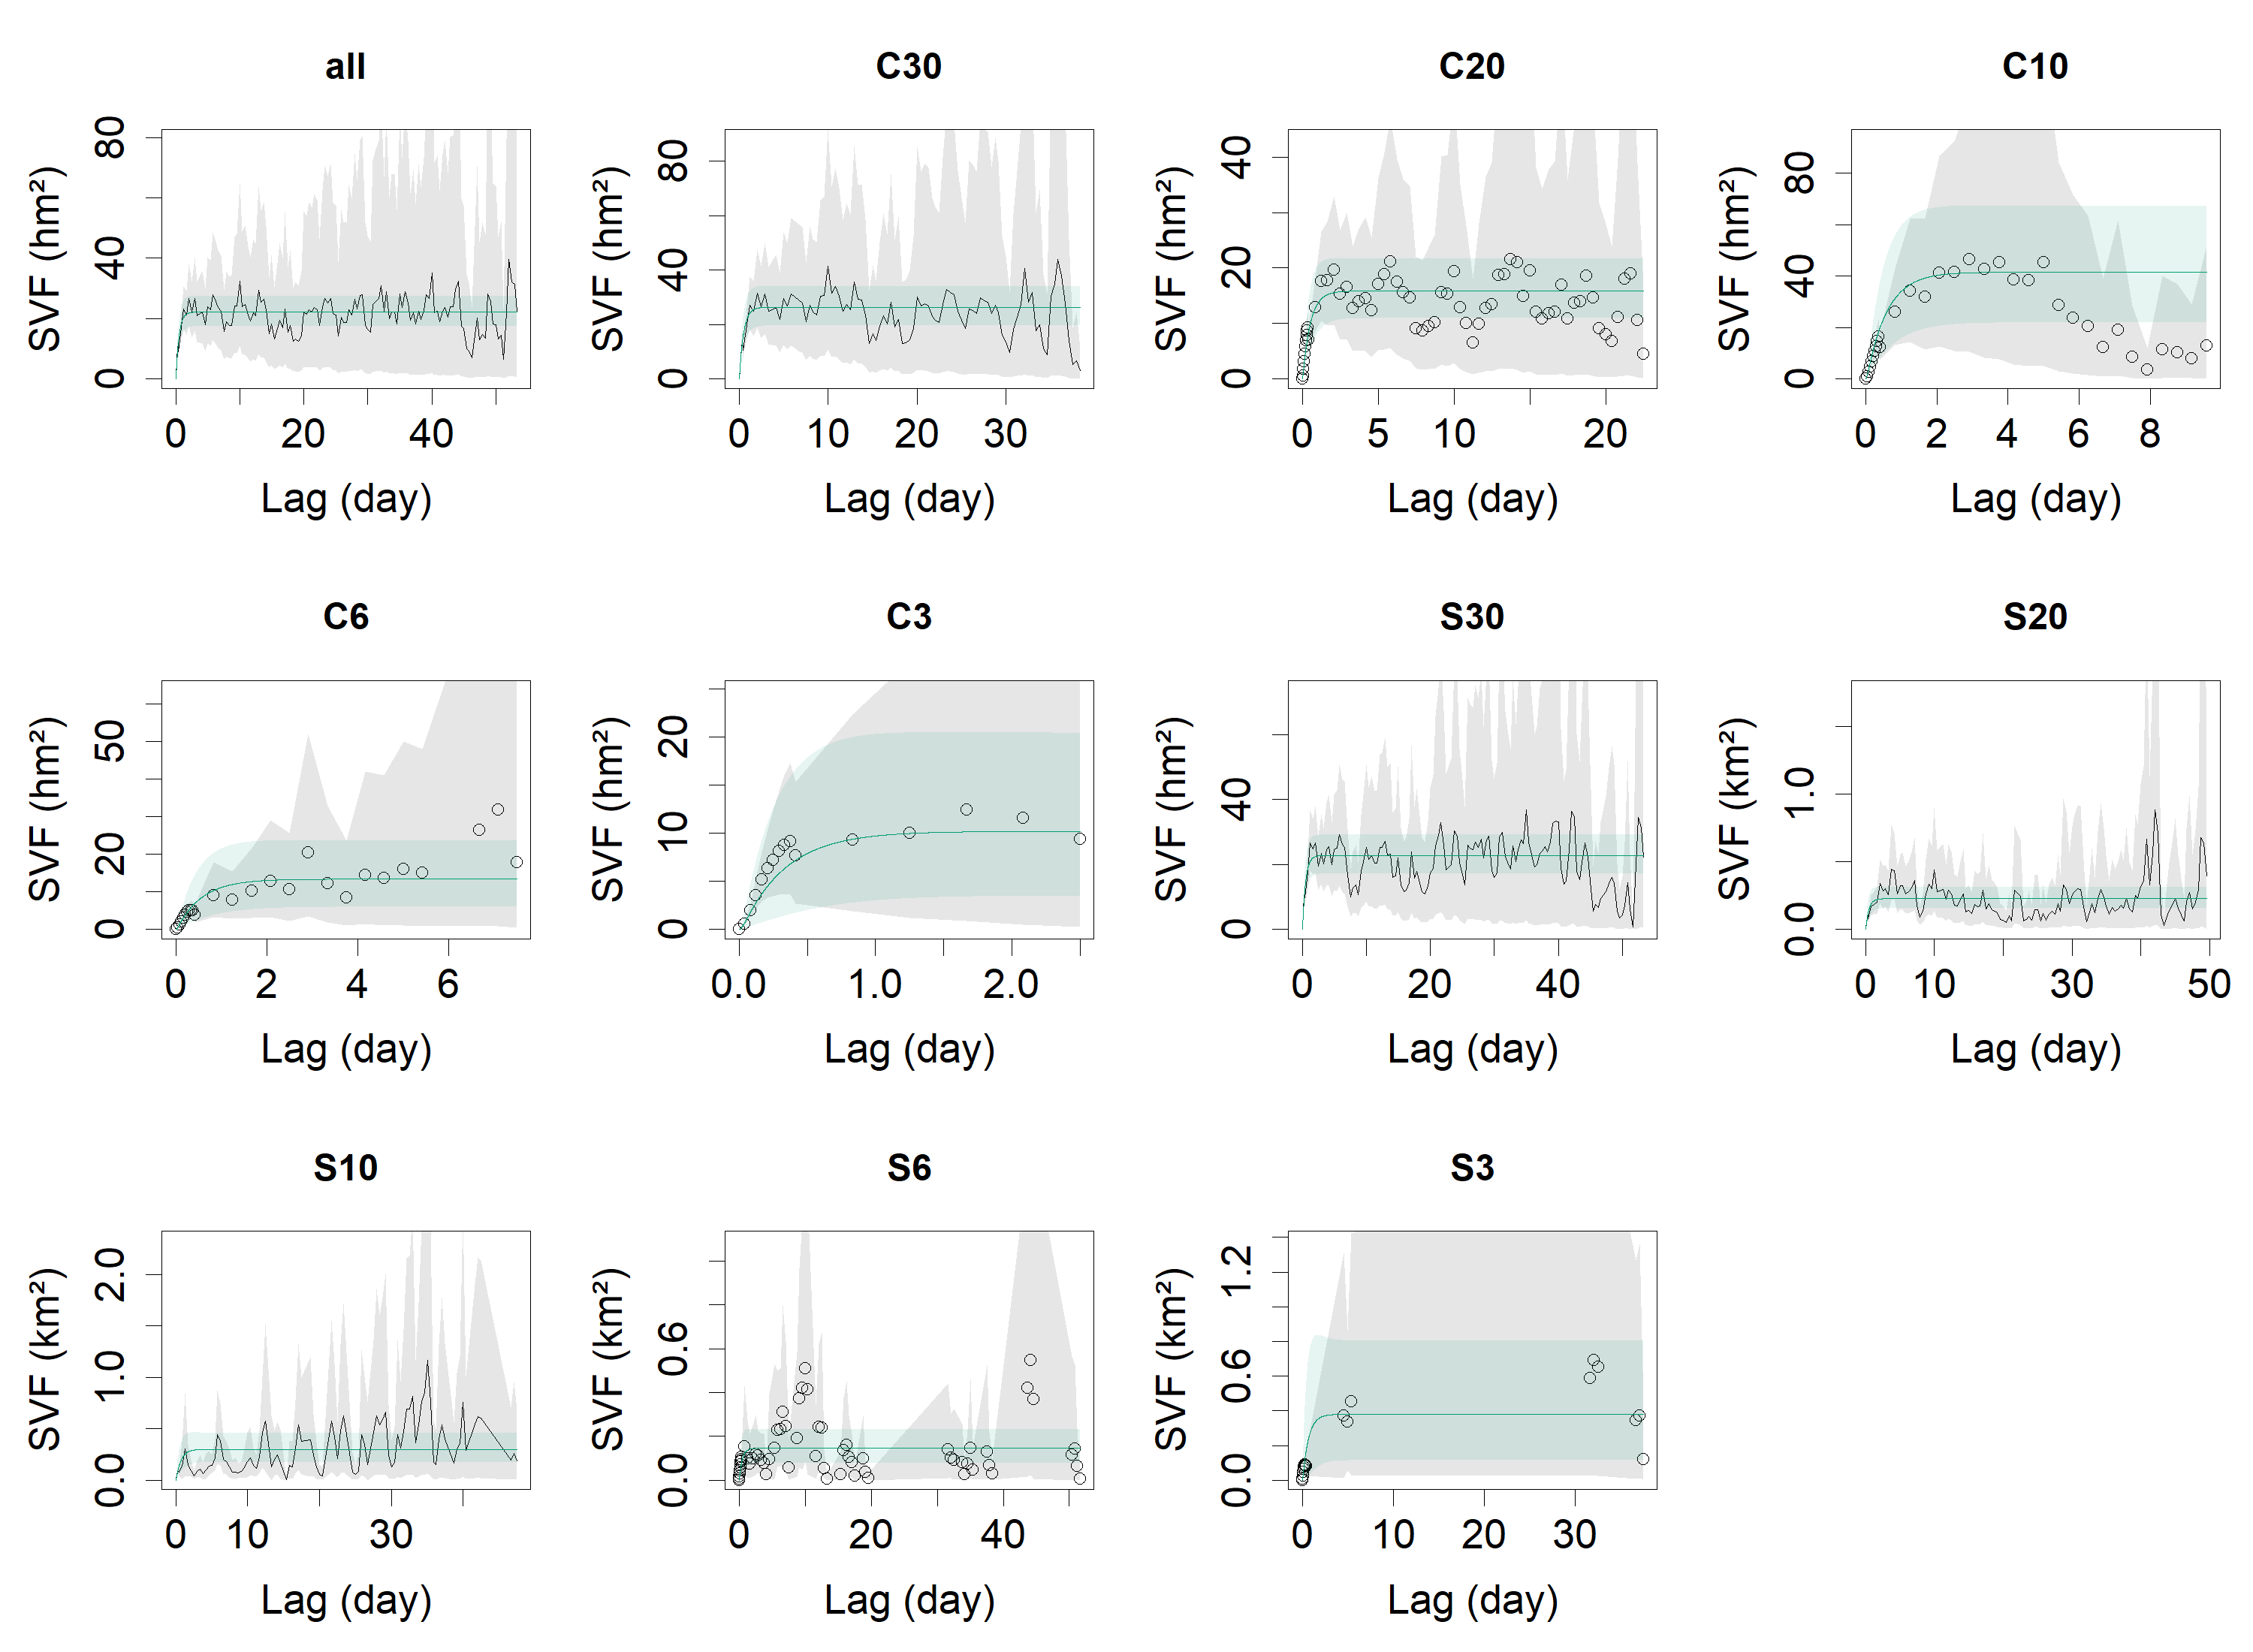 all
SVF (hm²)
0 40 80
0 20 40
Lag (day)
C30
SVF (hm²)
0 40 80
0 10 20 30
Lag (day)
C20
SVF (hm²)
0 20 40
0 5 10 20
Lag (day)
C10
SVF (hm²)
0 40 80
0 2 4 6 8
Lag (day)
C6
SVF (hm²)
0 20 50
0 2 4 6
Lag (day)
C3
SVF (hm²)
0 10 20
0.0 1.0 2.0
Lag (day)
S30
SVF (hm²)
0 40
0 20 40
Lag (day)
S20
SVF (km²)
0.0 1.0
0 10 30 50
Lag (day)
S10
SVF (km²)
0.0 1.0 2.0
0 10 30
Lag (day)
S6
SVF (km²)
0.0 0.6
0 20 40
Lag (day)
S3
SVF (km²)
0.0 0.6 1.2
0 10 20 30
Lag (day)